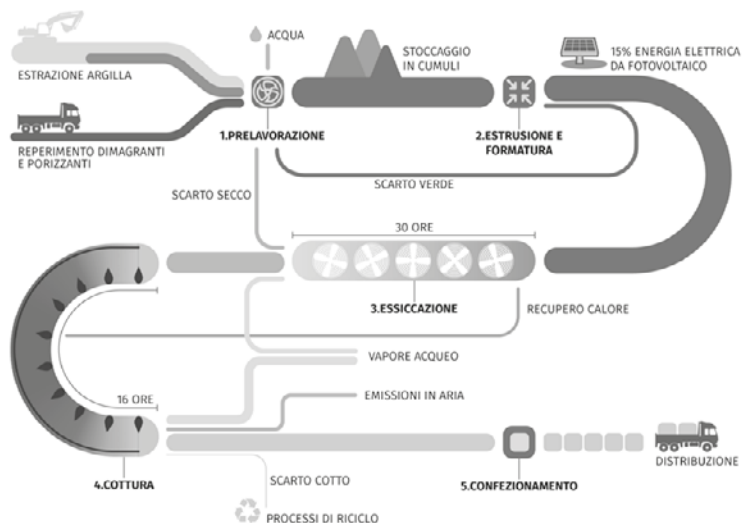 ACQUA
STOCCAGGIO
IN CUMULI
15% ENERGIA ELETTRICA
DA FOTOVOLTAICO
ESTRAZIONE ARGILLA
1.PRELAVORAZIONE
2.ESTRUSIONE E
FORMATURA
REPERIMENTO DIMAGRANTI
E PORIZZANTI
SCARTO VERDE
SCARTO SECCO
30 ORE
3.ESSICCAZIONE
RECUPERO CALORE
VAPORE ACQUEO
16 ORE
EMISSIONI IN ARIA
DISTRIBUZIONE
4.COTTURA
SCARTO COTTO
5.CONFEZIONAMENTO
PROCESSI DI RICICLO